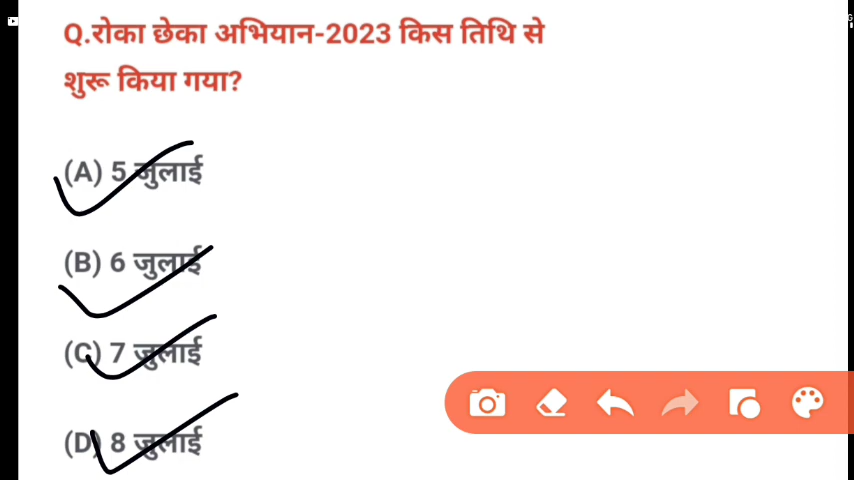 Q.रोका छेका अभियान-2023 किस तिथि से
शुरू किया गया?
(A) 5 जुलाई
(B) 6 जुलाई
(C) 7 जुलाई
(D) 8 जुलाई